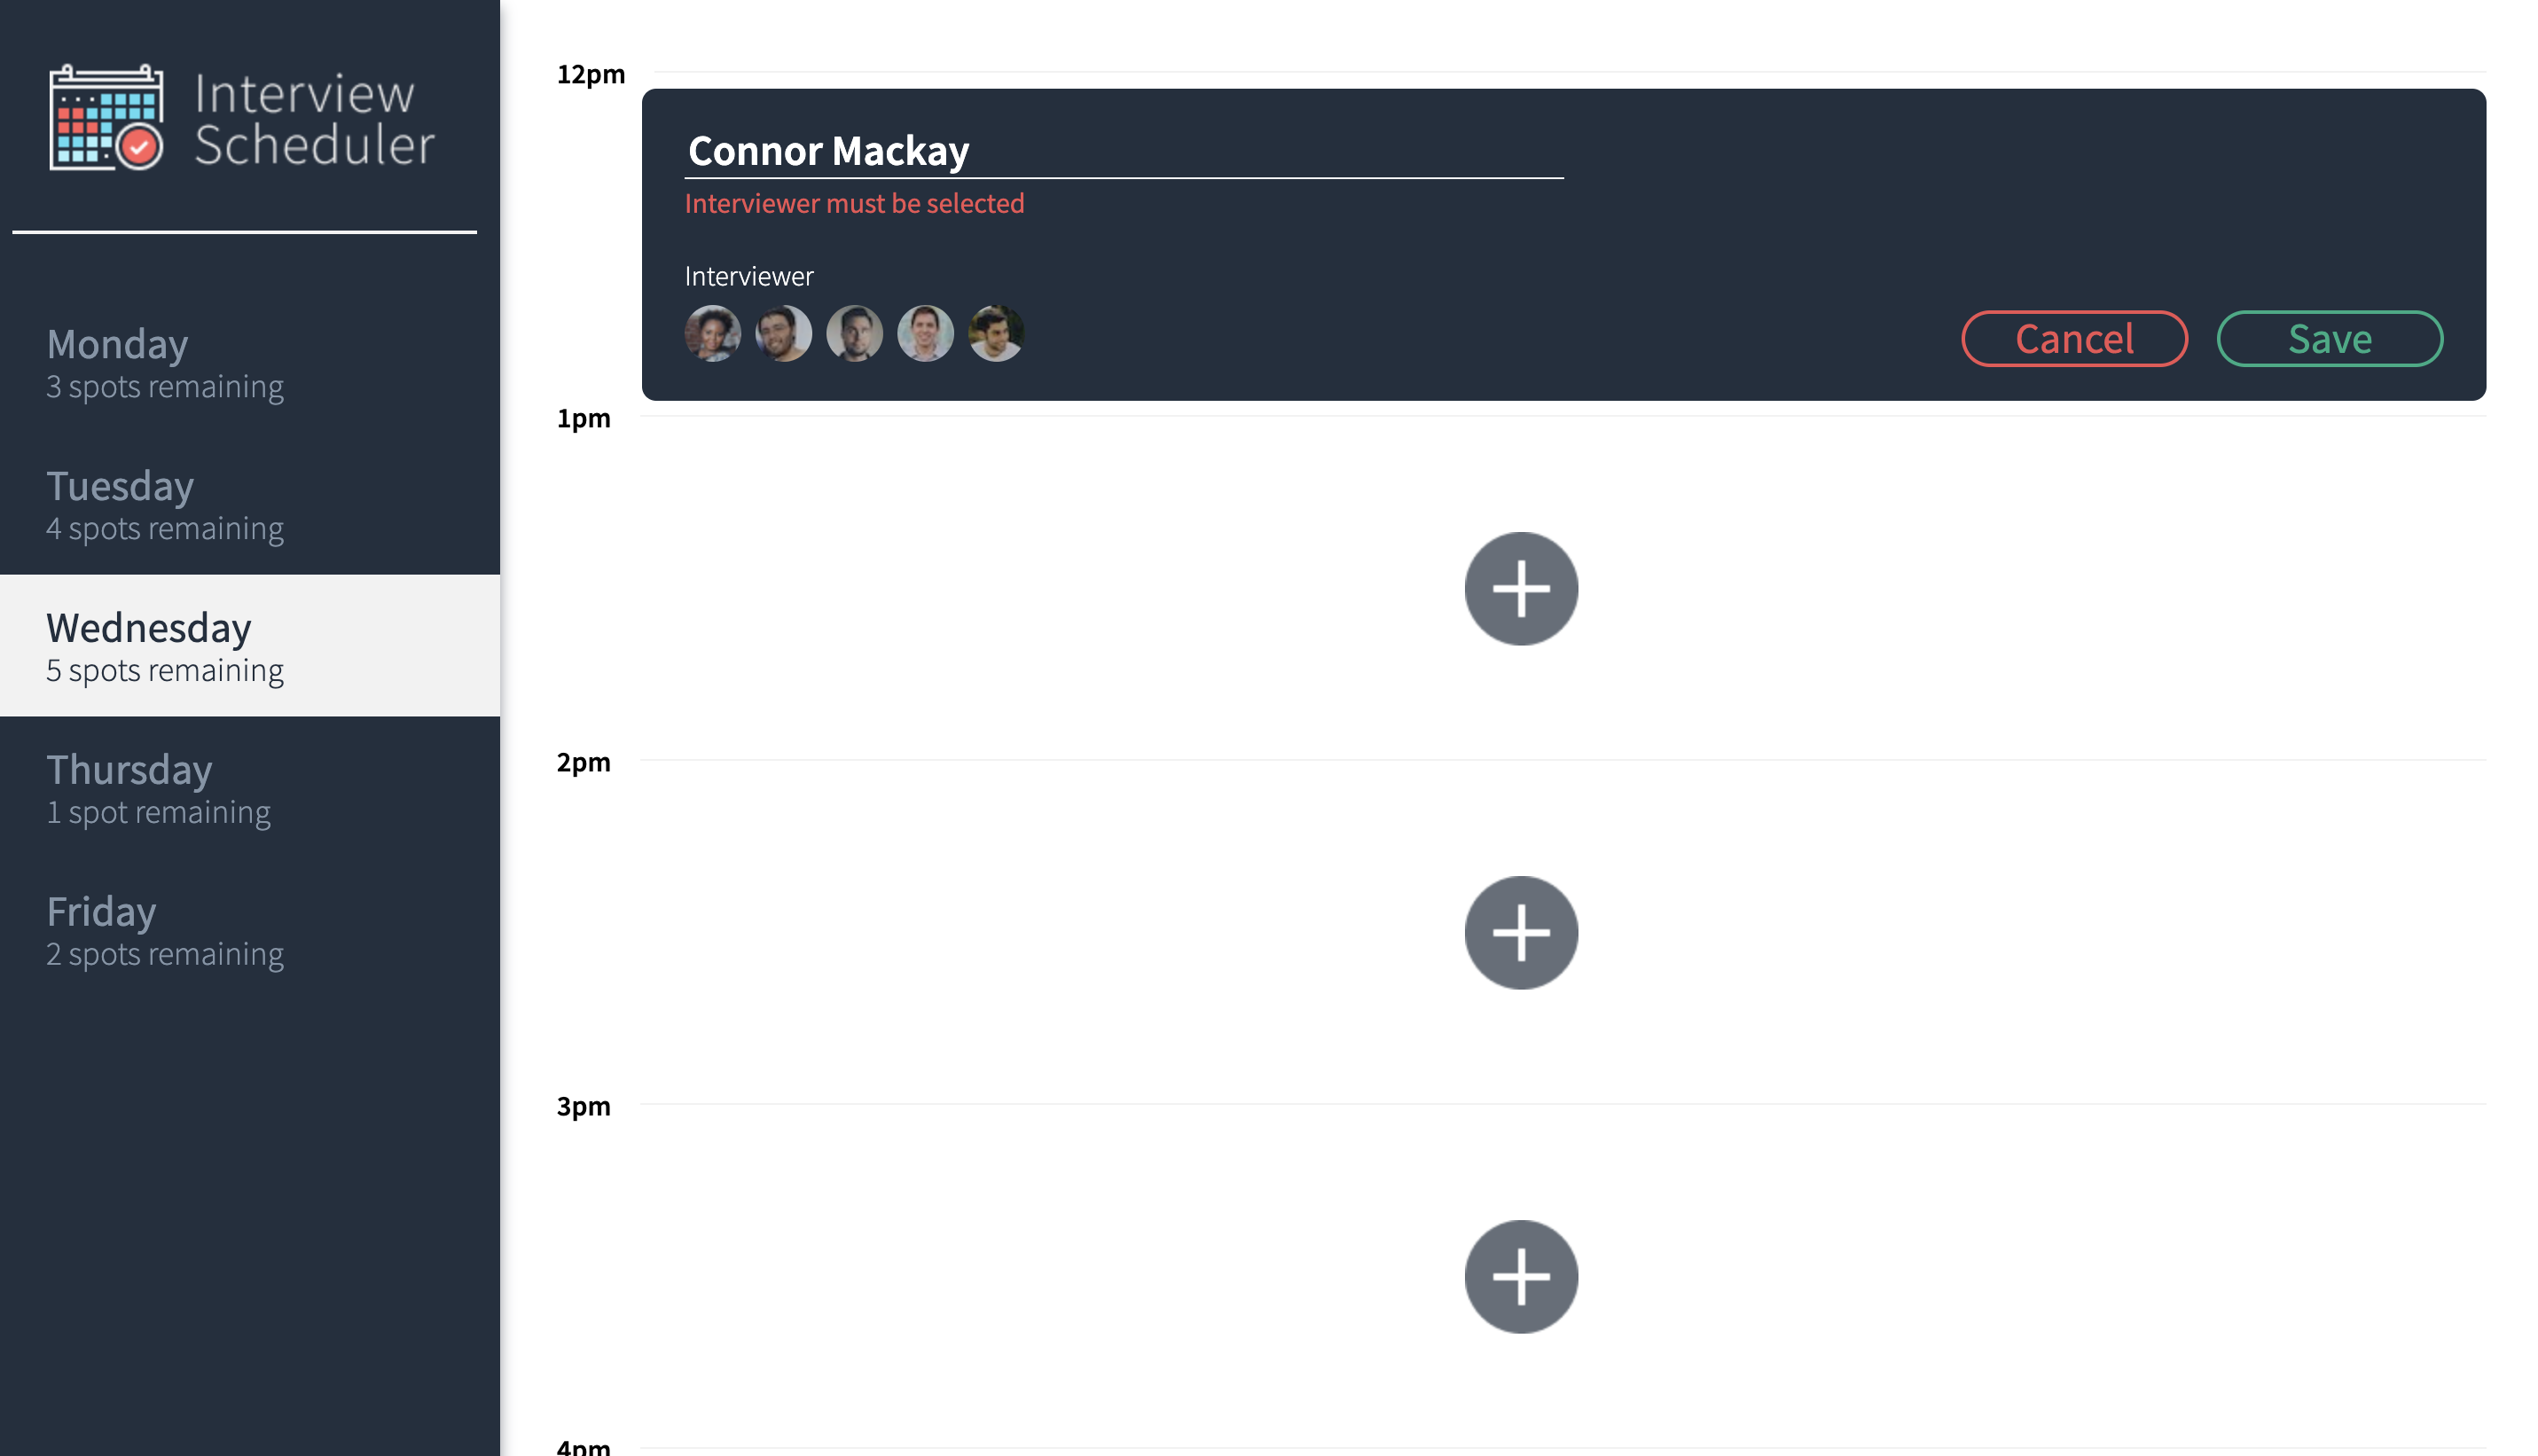 Interview
Scheduler
Monday
3 spots remaining
Tuesday
4 spots remaining
Wednesday
5 spots remaining
Thursday
1 spot remaining
Friday
2 spots remaining
12pm
Connor Mackay
Interviewer must be selected
Interviewer
Cancel
Save
1pm
2pm
3pm
4pm